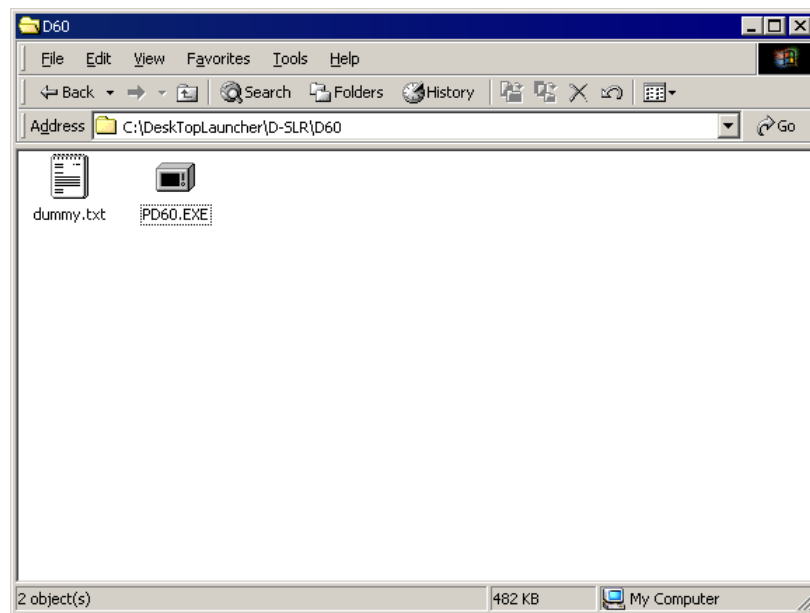 D60
File Edit View Favorites Tools Help
Back Search Folders History
Address C:\DeskTopLauncher\D-SLR\D60 Go
dummy.txt PD60.EXE
2 object(s) 482 KB My Computer